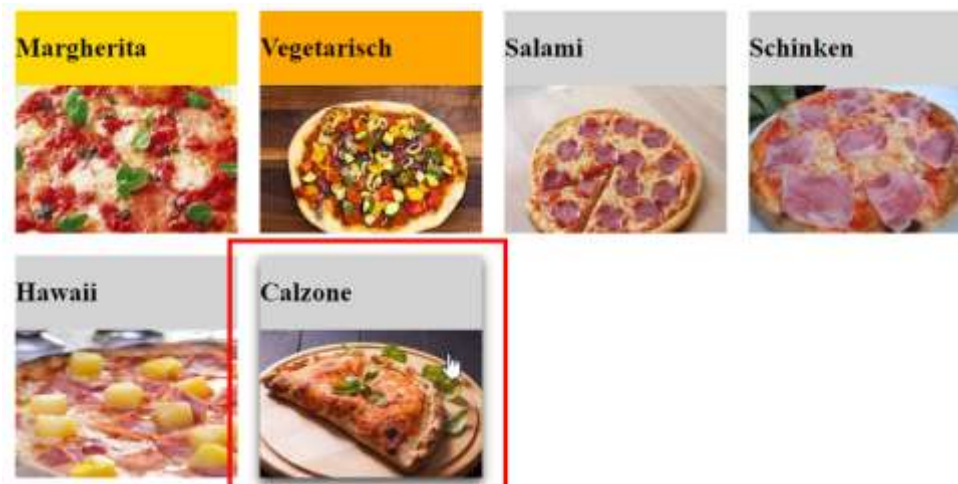 Margherita
Vegetarisch
Salami
Schinken
Hawaii
Calzone